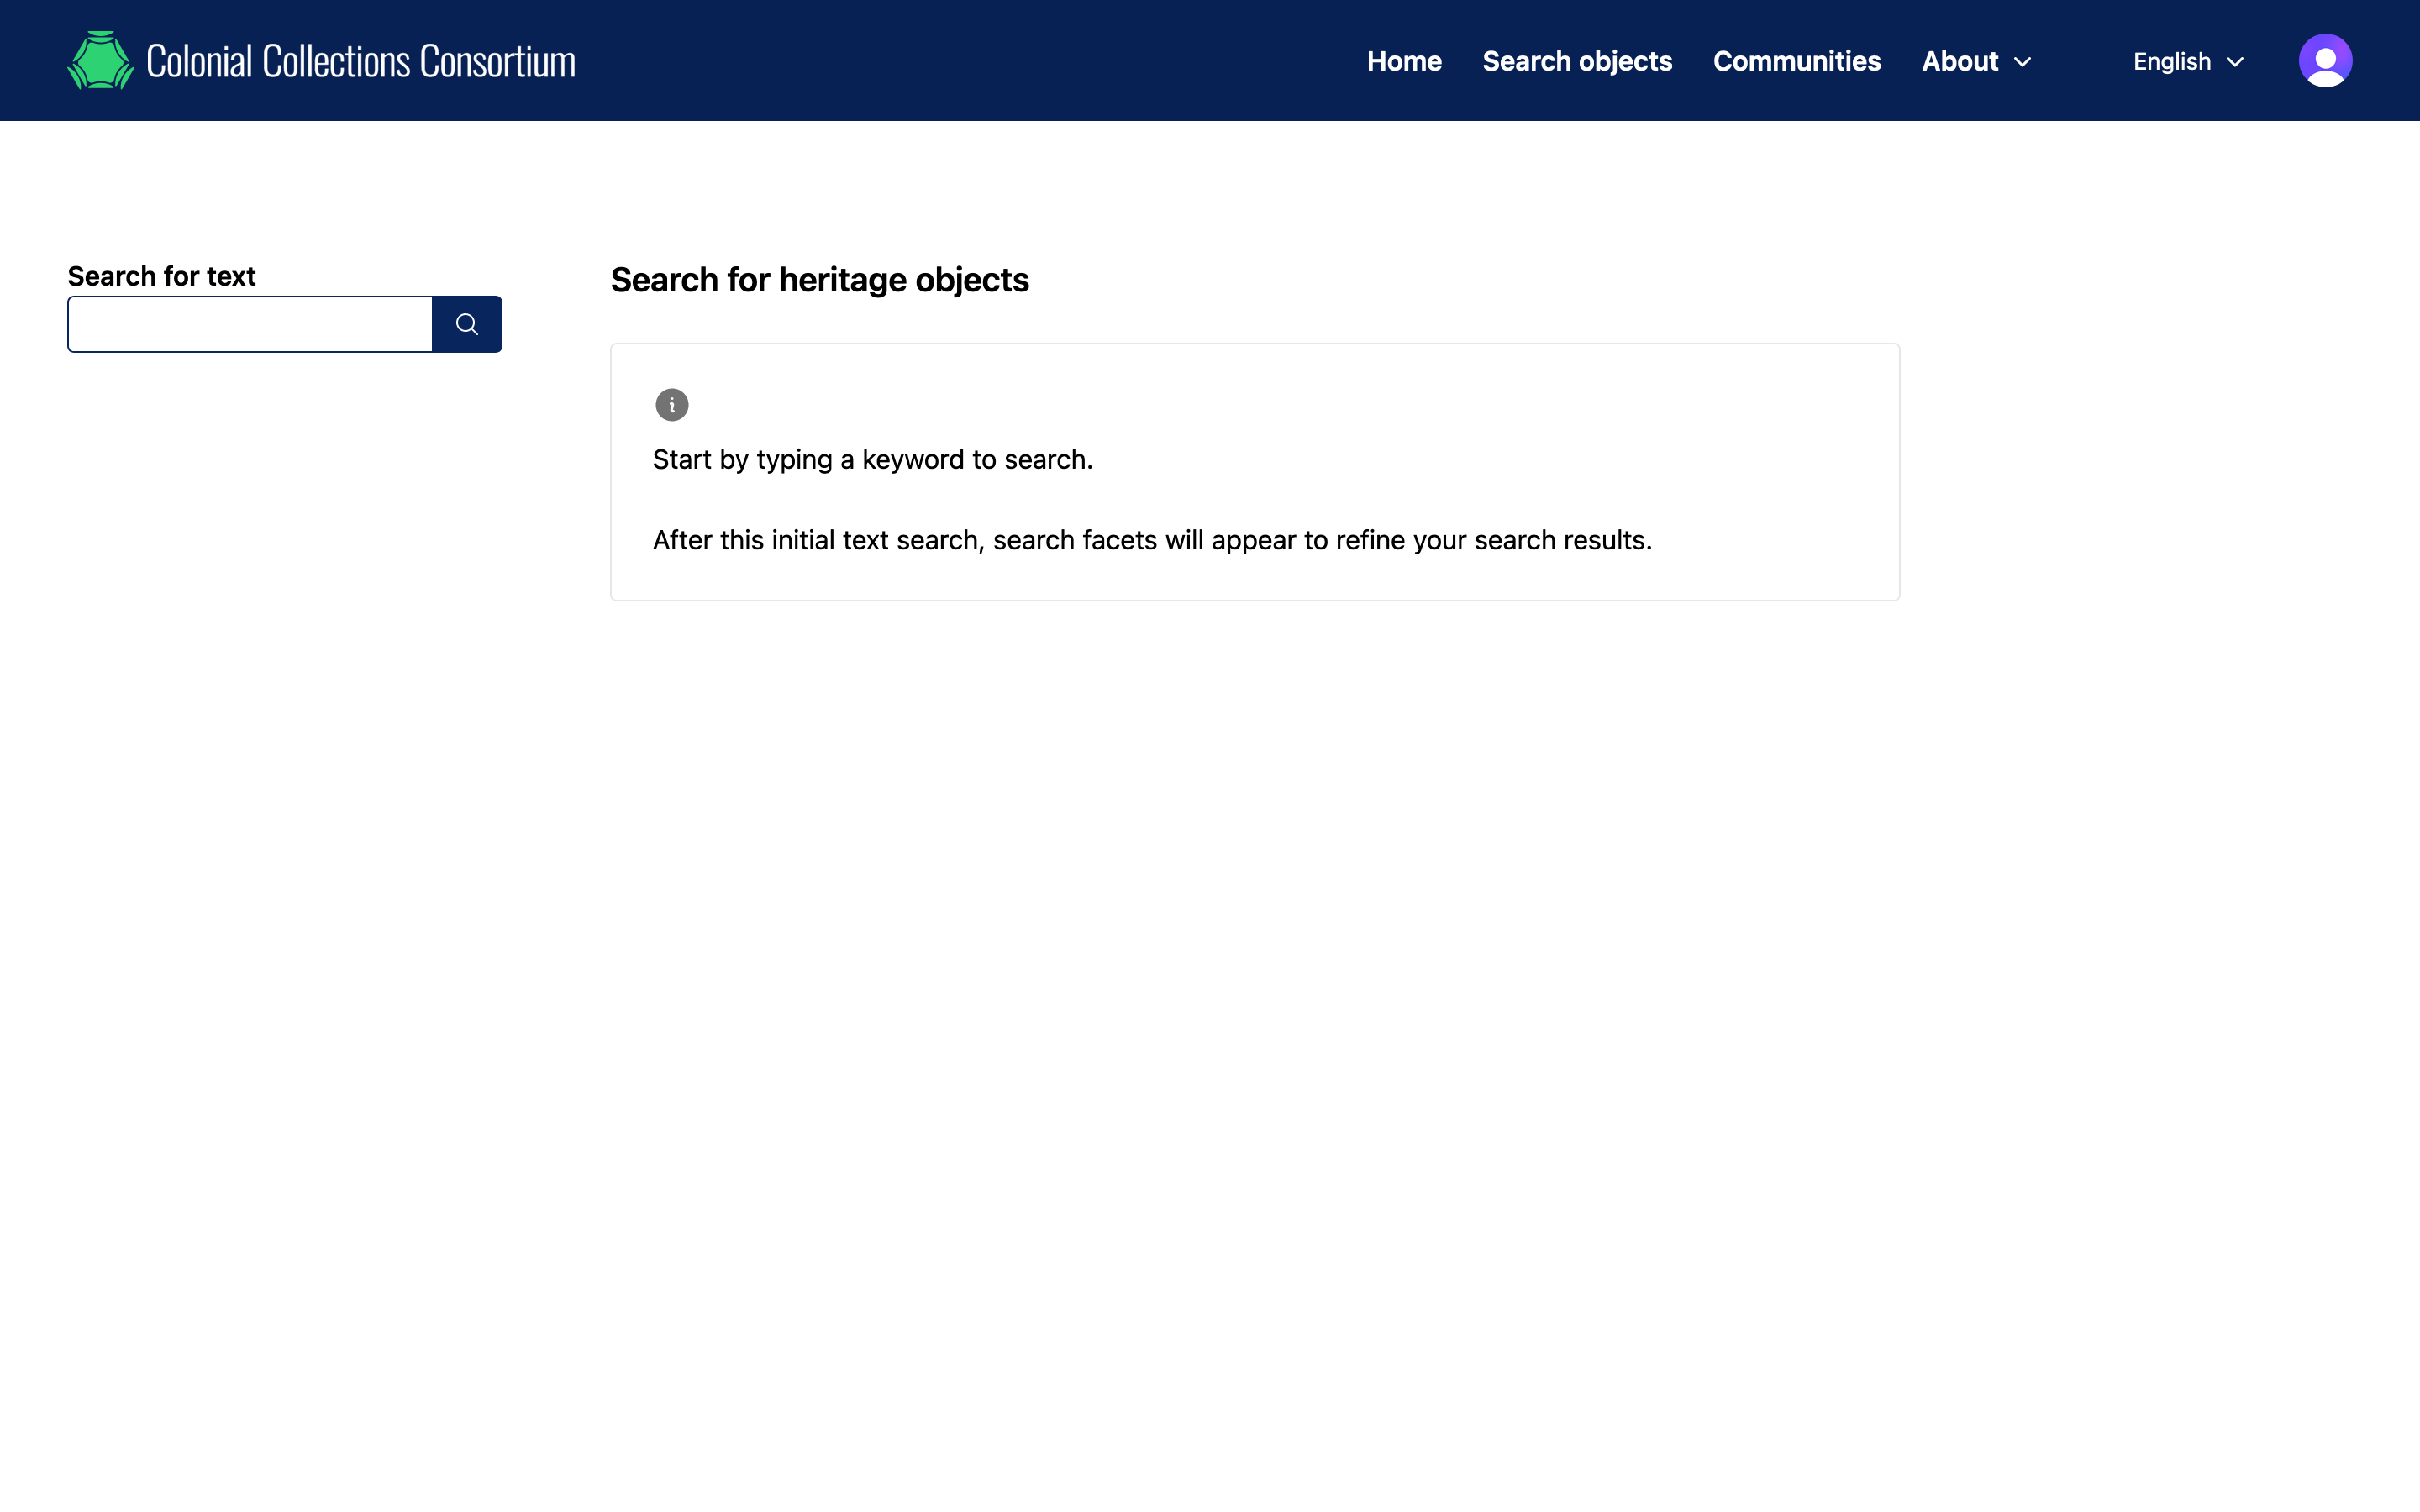 Colonial Collections Consortium
Home Search objects Communities About English
Search for text
Search for heritage objects
Start by typing a keyword to search.
After this initial text search, search facets will appear to refine your search results.